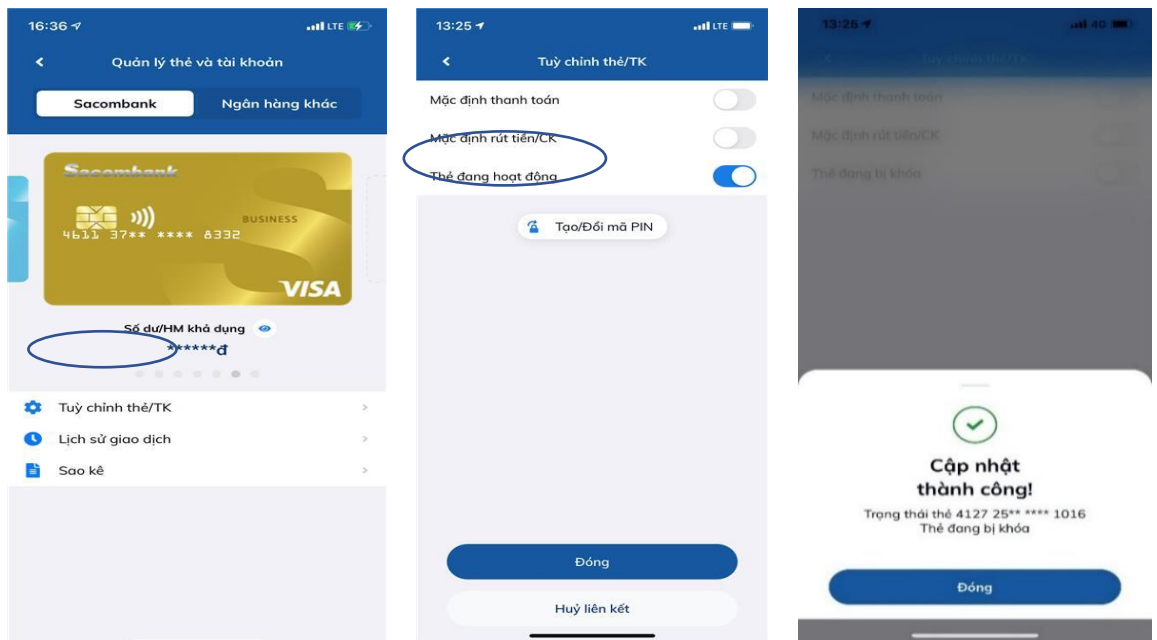 16:36
LTE
Quản lý thẻ và tài khoản
Sacombank
Ngân hàng khác
Sacombank
BUSINESS
4611 37** **** 8332
VISA
Số dư/HM khả dụng
******đ
Tuỳ chỉnh thẻ/TK
Lịch sử giao dịch
Sao kê
13:25
LTE
Tuỳ chỉnh thẻ/TK
Mặc định thanh toán
Mặc định rút tiền/CK
Thẻ đang hoạt động
Tạo/Đổi mã PIN
Đóng
Huỷ liên kết
13:25
4G
Tuỳ chỉnh thẻ/TK
Mặc định thanh toán
Mặc định rút tiền/CK
Thẻ đang bị khóa
Cập nhật
thành công!
Trạng thái thẻ 4127 25** **** 1016
Thẻ đang bị khóa
Đóng